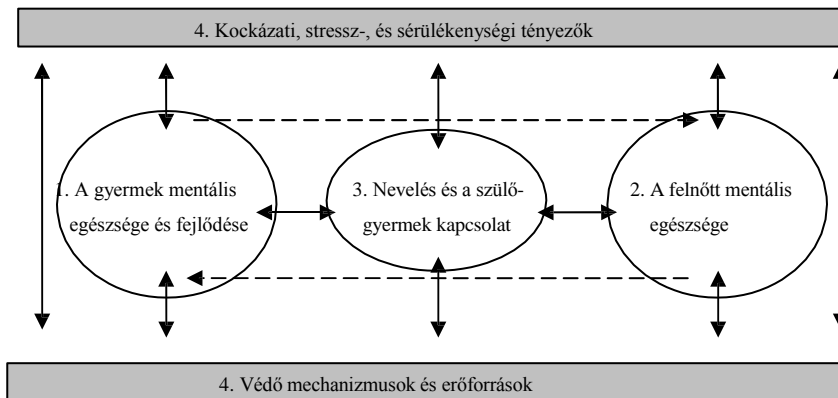 4. Kockázati, stressz-, és sérülékenységi tényezők
1. A gyermek mentális
egészsége és fejlődése
3. Nevelés és a szülő-
gyermek kapcsolat
2. A felnőtt mentális
egészsége
4. Védő mechanizmusok és erőforrások